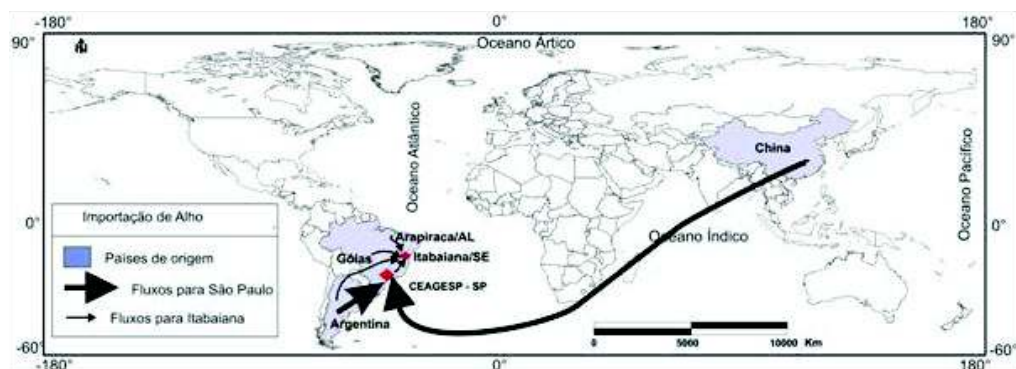 -180°
0°
180°
90°
Oceano Ártico
90°
N
China
Oceano Atlântico
Oceano Pacífico
Importação de Alho
0°
Arapiraca/AL
Oceano Índico
0°
Países de origem
Góias
Itabaiana/SE
Fluxos para São Paulo
CEAGESP - SP
Fluxos para Itabaiana
Argentina
0 5000 10000 Km
-60°
-60°
-180°
0°
180°